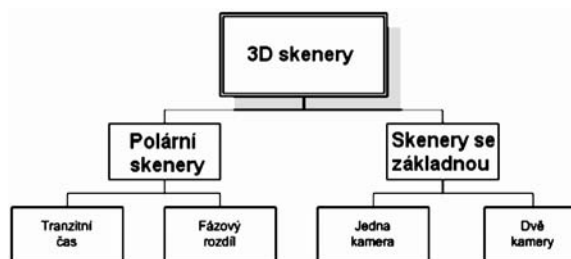 3D skenery
Polární
skenery
Skenery se
základnou
Tranzitní
čas
Fázový
rozdíl
Jedna
kamera
Dvě
kamery